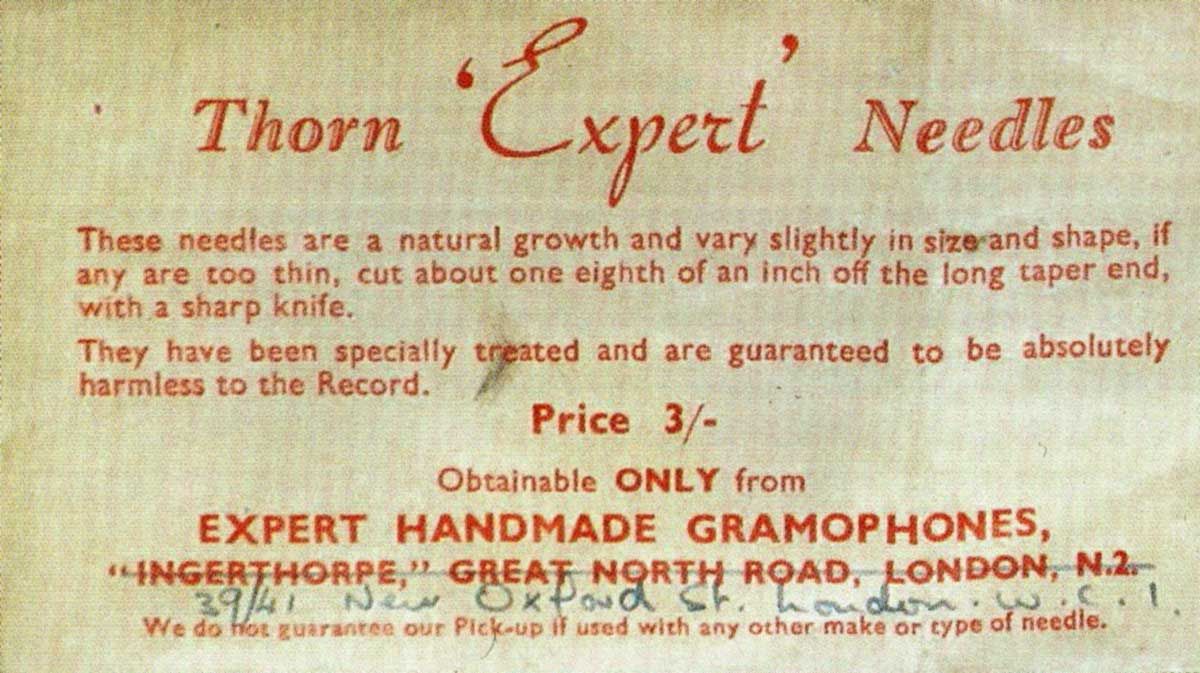 Thorn 'Expert' Needles
These needles are a natural growth and vary slightly in size and shape, if
any are too thin, cut about one eighth of an inch off the long taper end,
with a sharp knife.
They have been specially treated and are guaranteed to be absolutely
harmless to the Record.
Price 3/-
Obtainable ONLY from
EXPERT HANDMADE GRAMOPHONES,
"INGERTHORPE," GREAT NORTH ROAD, LONDON, N.2.
39/41 New Oxford St. London. W.C.1.
We do not guarantee our Pick-up if used with any other make or type of needle.